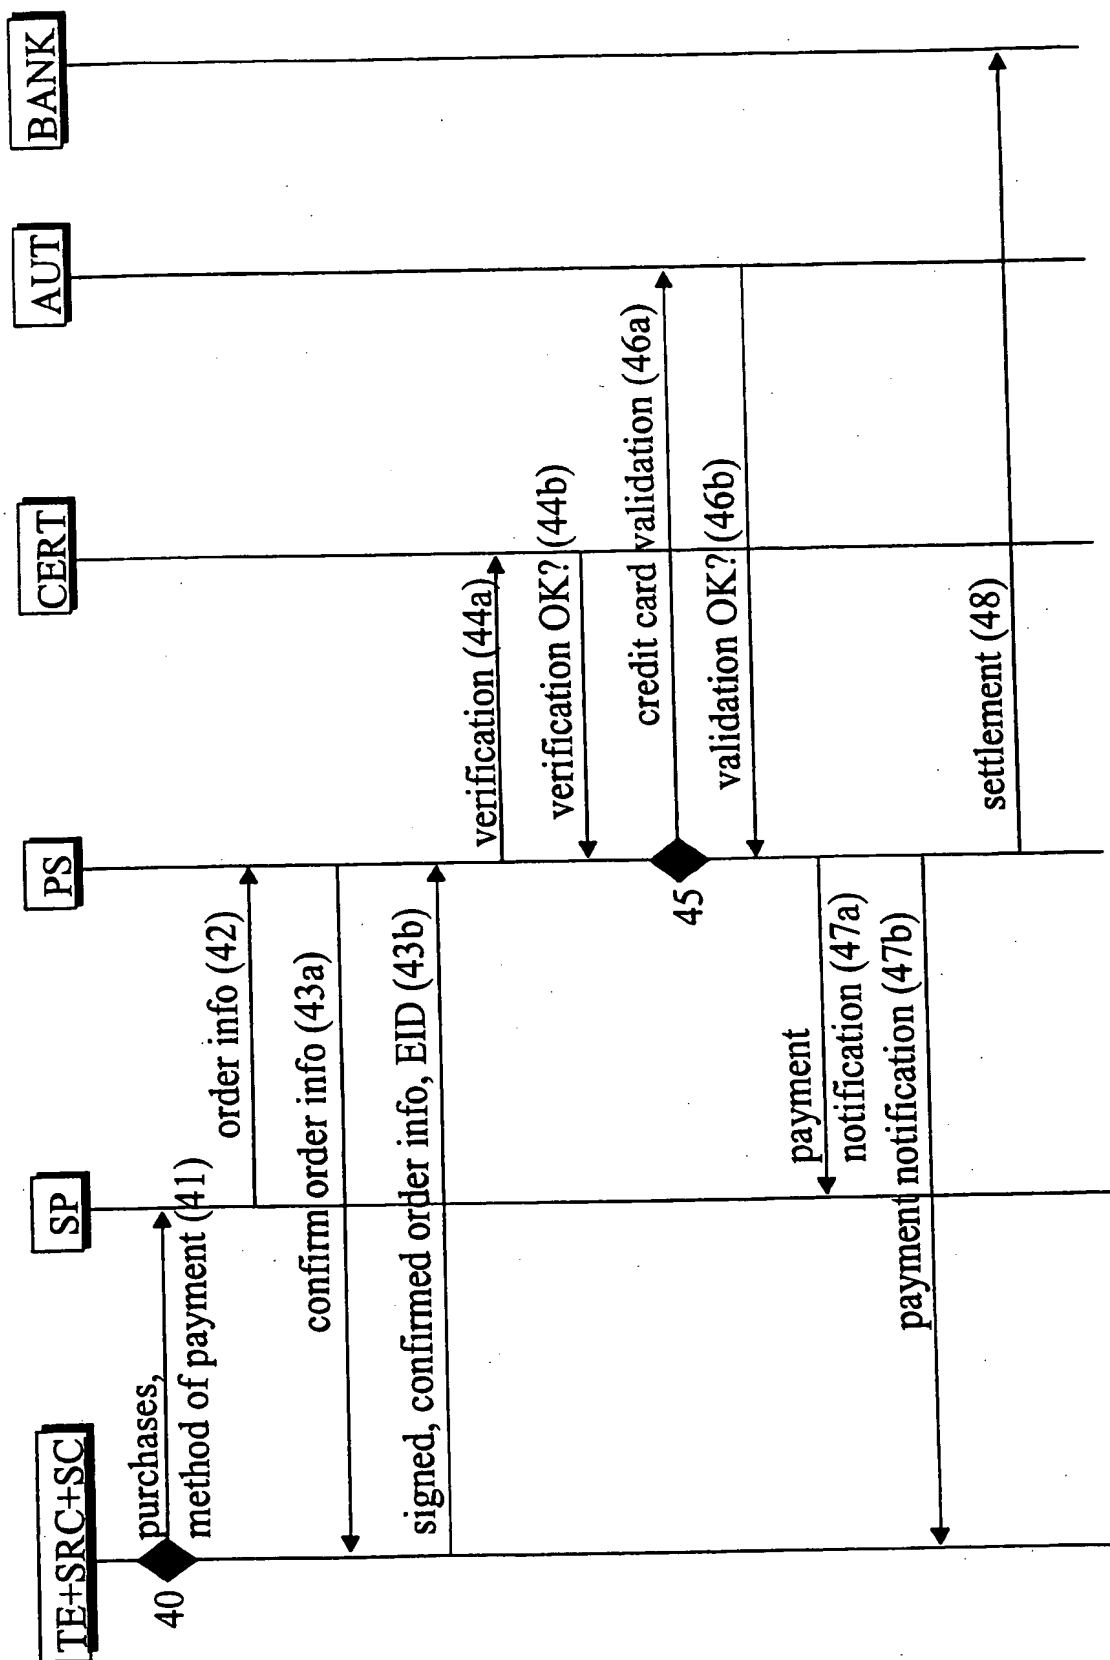 TE+SRC+SC
SP
PS
CERT
AUT
BANK
40
purchases,
method of payment (41)
order info (42)
confirm order info (43a)
signed, confirmed order info, EID (43b)
verification (44a)
verification OK? (44b)
45
credit card validation (46a)
validation OK? (46b)
payment
notification (47a)
payment notification (47b)
settlement (48)